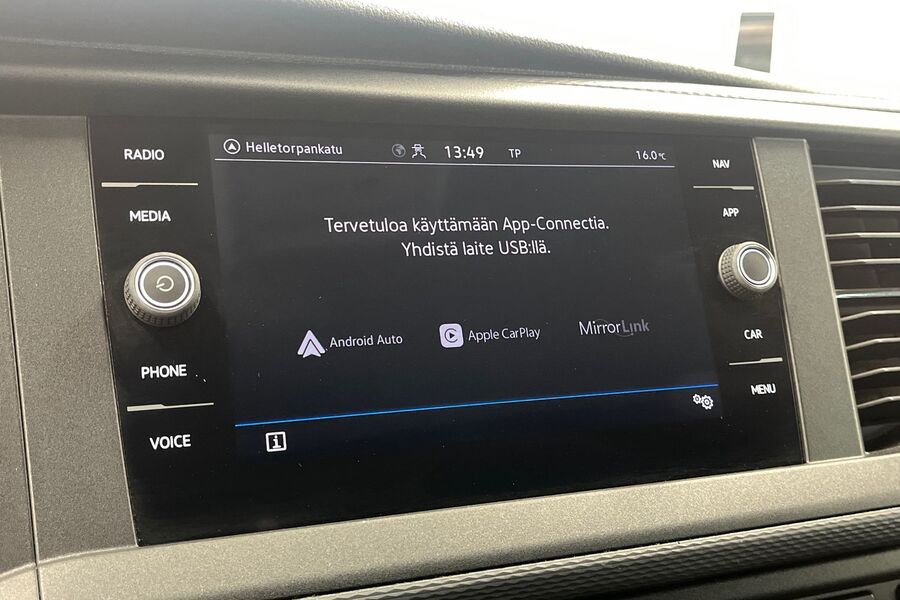 RADIO
MEDIA
PHONE
VOICE
Helletorpankatu
13:49
TP
16.0°C
Tervetuloa käyttämään App-Connectia.
Yhdistä laite USB:llä.
Android Auto
Apple CarPlay
MirrorLink
i
NAV
APP
CAR
MENU